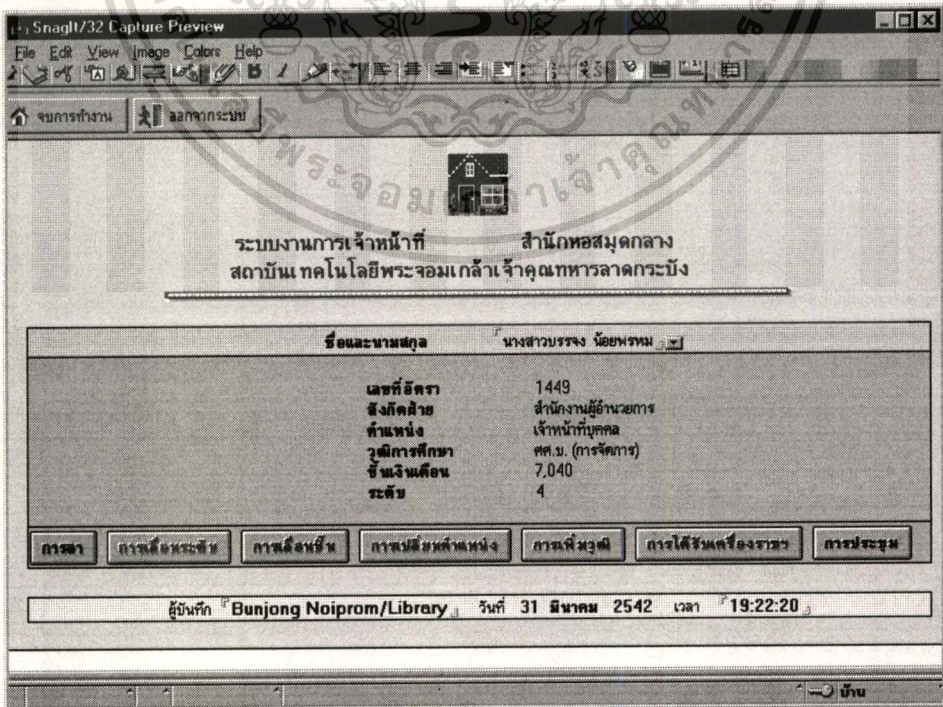 SnagIt/32 Capture Preview
File Edit View Image Colors Help
จบการทำงาน ออกจากระบบ
ระบบงานการเจ้าหน้าที่ สำนักหอสมุดกลาง
สถาบันเทคโนโลยีพระจอมเกล้าเจ้าคุณทหารลาดกระบัง
ชื่อและนามสกุล นางสาวบรรจง น้อยพรหม
เลขที่อัตรา 1449
สังกัดฝ่าย สำนักงานผู้อำนวยการ
ตำแหน่ง เจ้าหน้าที่บุคคล
วุฒิการศึกษา ศศ.บ. (การจัดการ)
ขั้นเงินเดือน 7,040
ระดับ 4
การลา การเลื่อนระดับ การเลื่อนขั้น การเปลี่ยนตำแหน่ง การเพิ่มวุฒิ การได้รับเครื่องราชฯ การประชุม
ผู้บันทึก Bunjong Noiprom/Library วันที่ 31 มีนาคม 2542 เวลา 19:22:20
บ้าน